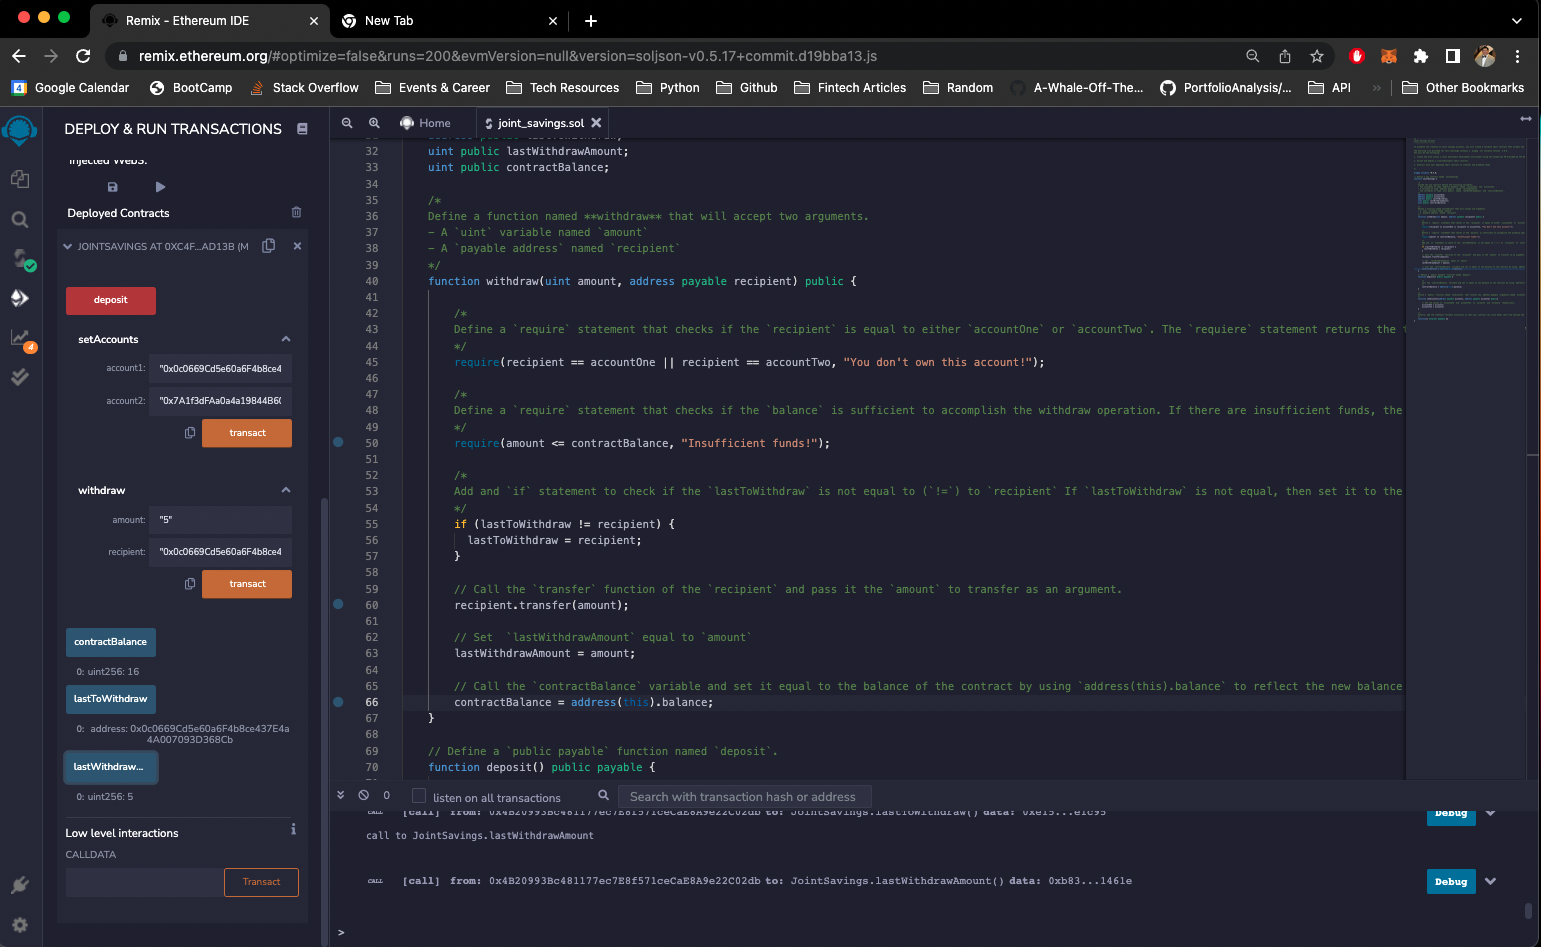 Remix - Ethereum IDE
New Tab
remix.ethereum.org/#optimize=false&runs=200&evmVersion=null&version=soljson-v0.5.17+commit.d19bba13.js
Google Calendar
BootCamp
Stack Overflow
Events & Career
Tech Resources
Python
Github
Fintech Articles
Random
A-Whale-Off-The...
PortfolioAnalysis/...
API
»
Other Bookmarks
DEPLOY & RUN TRANSACTIONS
Injected Web3.
Deployed Contracts
JOINTSAVINGS AT 0XC4F...AD13B (M
deposit
setAccounts
account1: "0x0c0669Cd5e60a6F4b8ce4
account2: "0x7A1f3dFAa0a4a19844B6
transact
withdraw
amount: "5"
recipient: "0x0c0669Cd5e60a6F4b8ce4
transact
contractBalance
0: uint256: 16
lastToWithdraw
0: address: 0x0c0669Cd5e60a6F4b8ce437E4a
4A007093D368Cb
lastWithdraw...
0: uint256: 5
Low level interactions
CALLDATA
Transact
4
Home
joint_savings.sol
32 uint public lastWithdrawAmount;
33 uint public contractBalance;
34
35 /*
36 Define a function named **withdraw** that will accept two arguments.
37 - A `uint` variable named `amount`
38 - A `payable address` named `recipient`
39 */
40 function withdraw(uint amount, address payable recipient) public {
41
42 /*
43 Define a `require` statement that checks if the `recipient` is equal to either `accountOne` or `accountTwo`. The `requiere` statement returns the
44 */
45 require(recipient == accountOne || recipient == accountTwo, "You don't own this account!");
46
47 /*
48 Define a `require` statement that checks if the `balance` is sufficient to accomplish the withdraw operation. If there are insufficient funds, the
49 */
50 require(amount <= contractBalance, "Insufficient funds!");
51
52 /*
53 Add and `if` statement to check if the `lastToWithdraw` is not equal to (`!=`) to `recipient` If `lastToWithdraw` is not equal, then set it to the
54 */
55 if (lastToWithdraw != recipient) {
56 lastToWithdraw = recipient;
57 }
58
59 // Call the `transfer` function of the `recipient` and pass it the `amount` to transfer as an argument.
60 recipient.transfer(amount);
61
62 // Set  `lastWithdrawAmount` equal to `amount`
63 lastWithdrawAmount = amount;
64
65 // Call the `contractBalance` variable and set it equal to the balance of the contract by using `address(this).balance` to reflect the new balance
66 contractBalance = address(this).balance;
67 }
68
69 // Define a `public payable` function named `deposit`.
70 function deposit() public payable {
0
listen on all transactions
Search with transaction hash or address
CALL [call] from: 0x4B20993Bc481177ec7E8f571ceCaE8A9e22C02db to: JointSavings.lastToWithdraw() data: 0xe15...e1c95
Debug
call to JointSavings.lastWithdrawAmount
CALL [call] from: 0x4B20993Bc481177ec7E8f571ceCaE8A9e22C02db to: JointSavings.lastWithdrawAmount() data: 0xb83...1461e
Debug
>